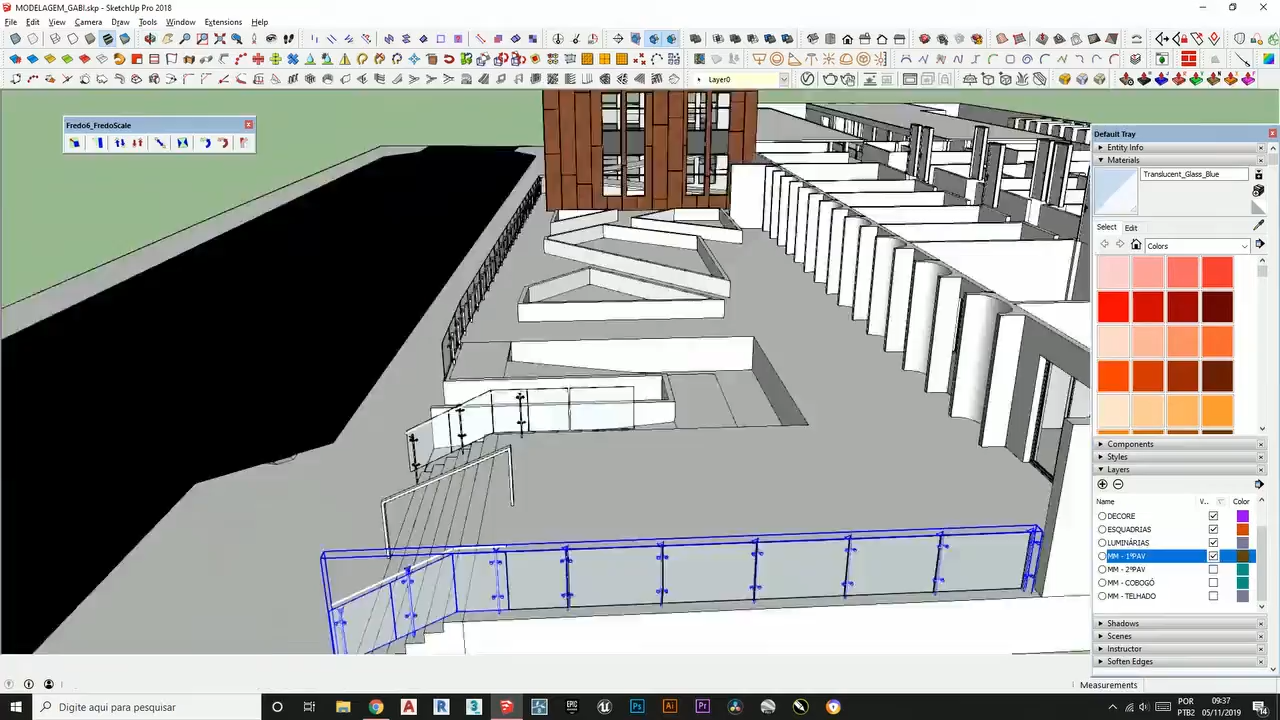 MODELAGEM_GABI.skp - SketchUp Pro 2018
File Edit View Camera Draw Tools Window Extensions Help
Layer0
Fredo6_FredoScale
Default Tray
Entity Info
Materials
Translucent_Glass_Blue
Select Edit
Colors
Components
Styles
Layers
Name V.. Color
DECORE
ESQUADRIAS
LUMINÁRIAS
MM - 1ºPAV
MM - 2ºPAV
MM - COBOGÓ
MM - TELHADO
Shadows
Scenes
Instructor
Soften Edges
Measurements
Digite aqui para pesquisar
POR
PTB2
09:37
05/11/2019
14